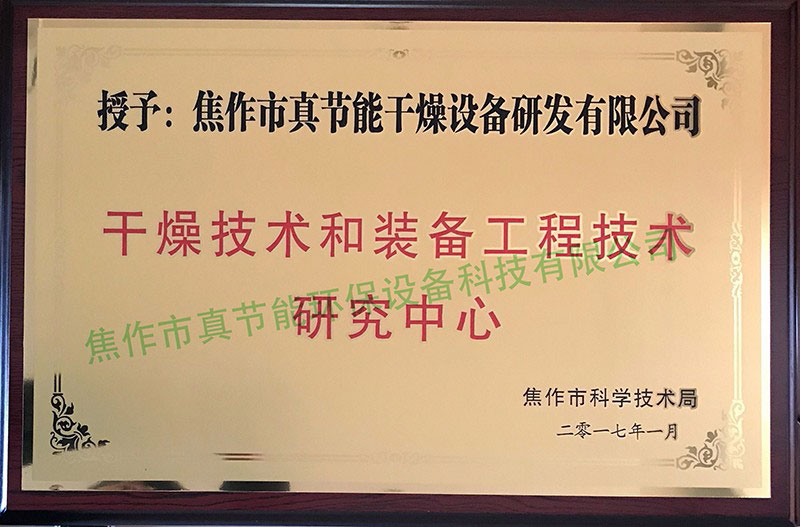 授予：焦作市真节能干燥设备研发有限公司
干燥技术和装备工程技术
研究中心
焦作市真节能环保设备科技有限公司
焦作市科学技术局
二零一七年一月